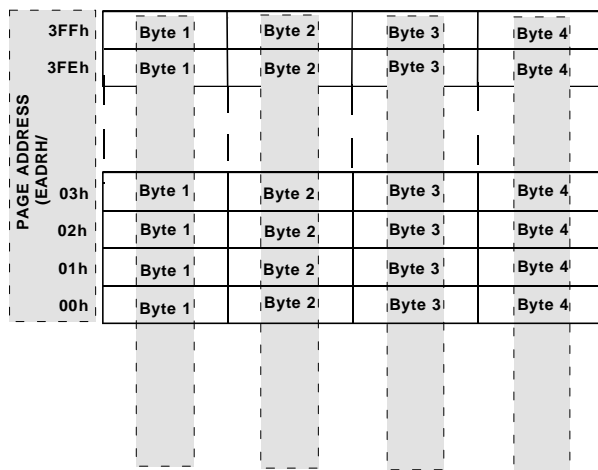 3FFh Byte 1 Byte 2 Byte 3 Byte 4
3FEh Byte 1 Byte 2 Byte 3 Byte 4
PAGE ADDRESS
(EADRH/
03h Byte 1 Byte 2 Byte 3 Byte 4
02h Byte 1 Byte 2 Byte 3 Byte 4
01h Byte 1 Byte 2 Byte 3 Byte 4
00h Byte 1 Byte 2 Byte 3 Byte 4